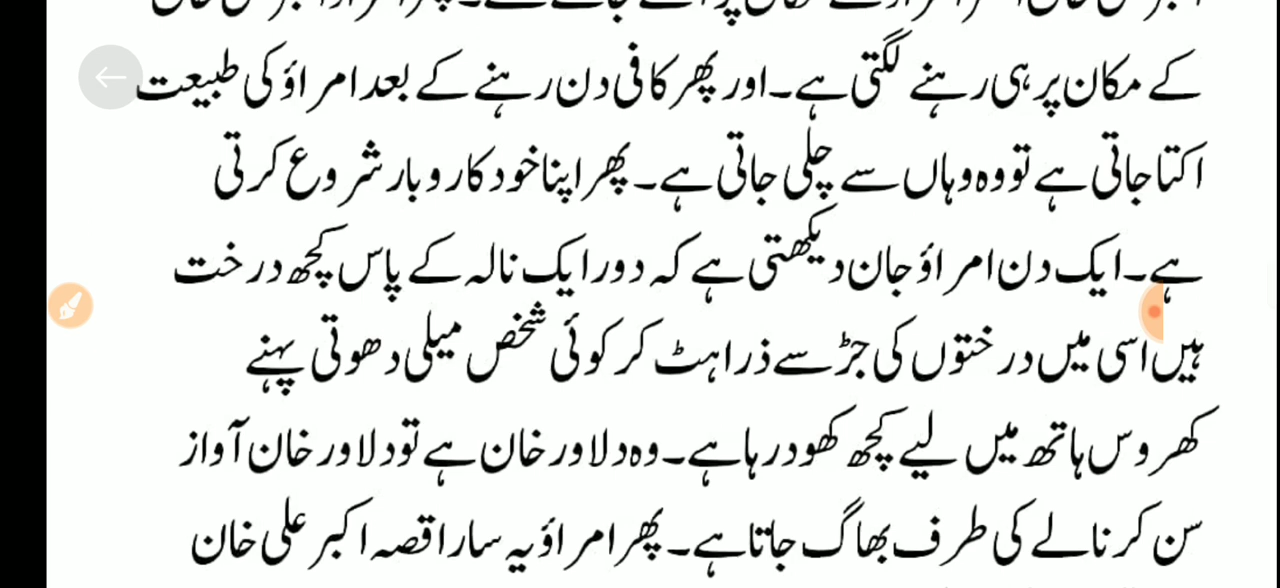 کے مکان پر ہی رہنے لگتی ہے۔اور پھر کافی دن رہنے کے بعد امراؤ کی طبیعت
اکتا جاتی ہے تو وہ وہاں سے چلی جاتی ہے۔ پھر اپنا خود کاروبار شروع کرتی
ہے۔ایک دن امراؤ جان دیکھتی ہے کہ دور ایک نالہ کے پاس کچھ درخت
ہیں اسی میں درختوں کی جڑ سے ذرا ہٹ کر کوئی شخص میلی دھوتی پہنے
کھروس ہاتھ میں لیے کچھ کھود رہا ہے۔وہ دلاور خان ہے تو دلاور خان آواز
سن کر نالے کی طرف بھاگ جاتا ہے۔ پھر امراؤ یہ سارا قصہ اکبر علی خان